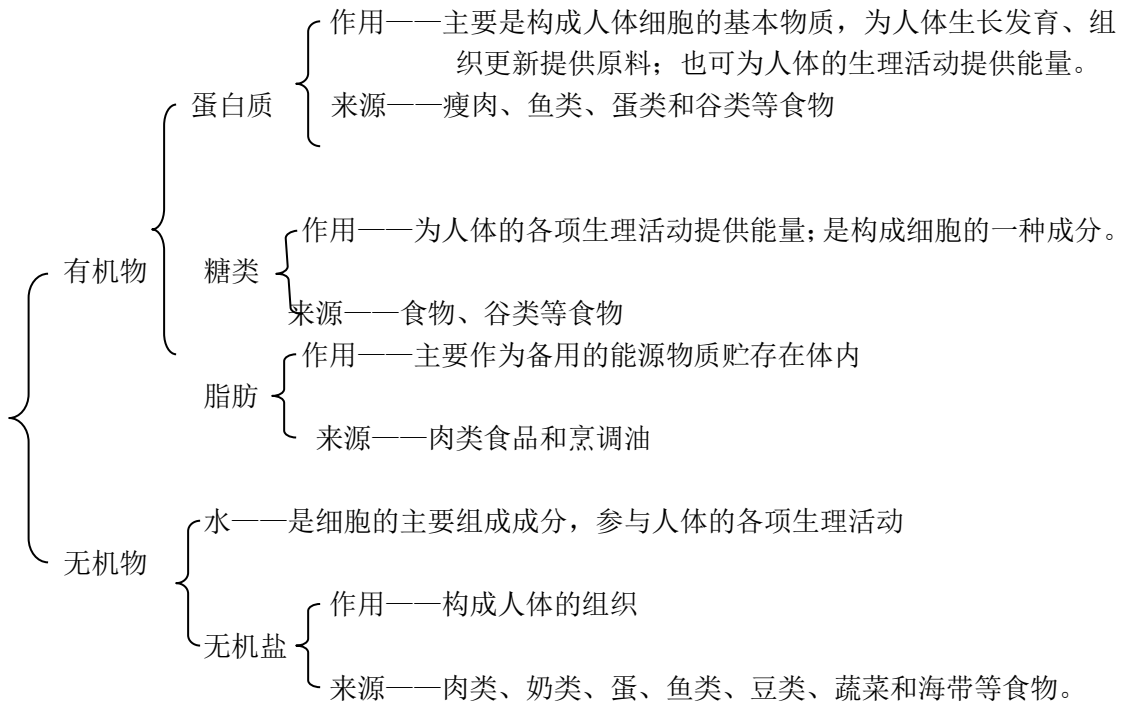 作用——主要是构成人体细胞的基本物质，为人体生长发育、组
织更新提供原料；也可为人体的生理活动提供能量。
蛋白质
来源——瘦肉、鱼类、蛋类和谷类等食物
作用——为人体的各项生理活动提供能量；是构成细胞的一种成分。
有机物
糖类
来源——食物、谷类等食物
作用——主要作为备用的能源物质贮存在体内
脂肪
来源——肉类食品和烹调油
水——是细胞的主要组成成分，参与人体的各项生理活动
无机物
作用——构成人体的组织
无机盐
来源——肉类、奶类、蛋、鱼类、豆类、蔬菜和海带等食物。